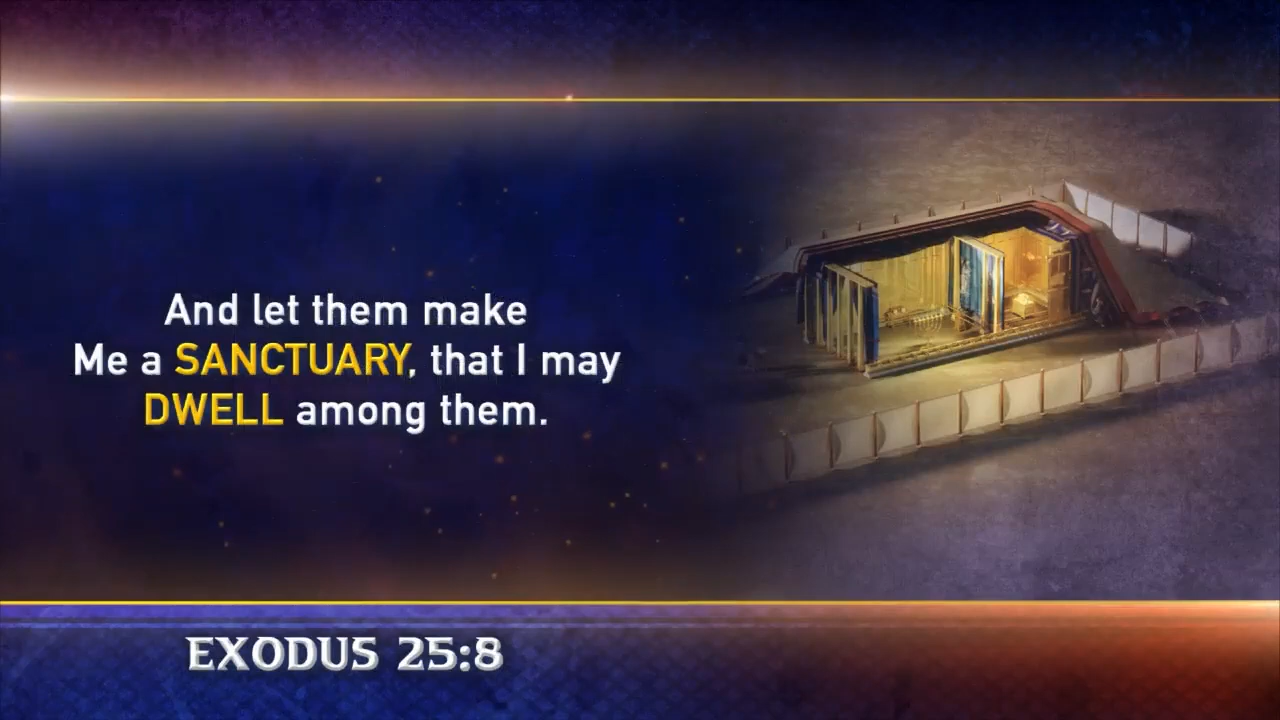 And let them make
Me a SANCTUARY, that I may
DWELL among them.
EXODUS 25:8